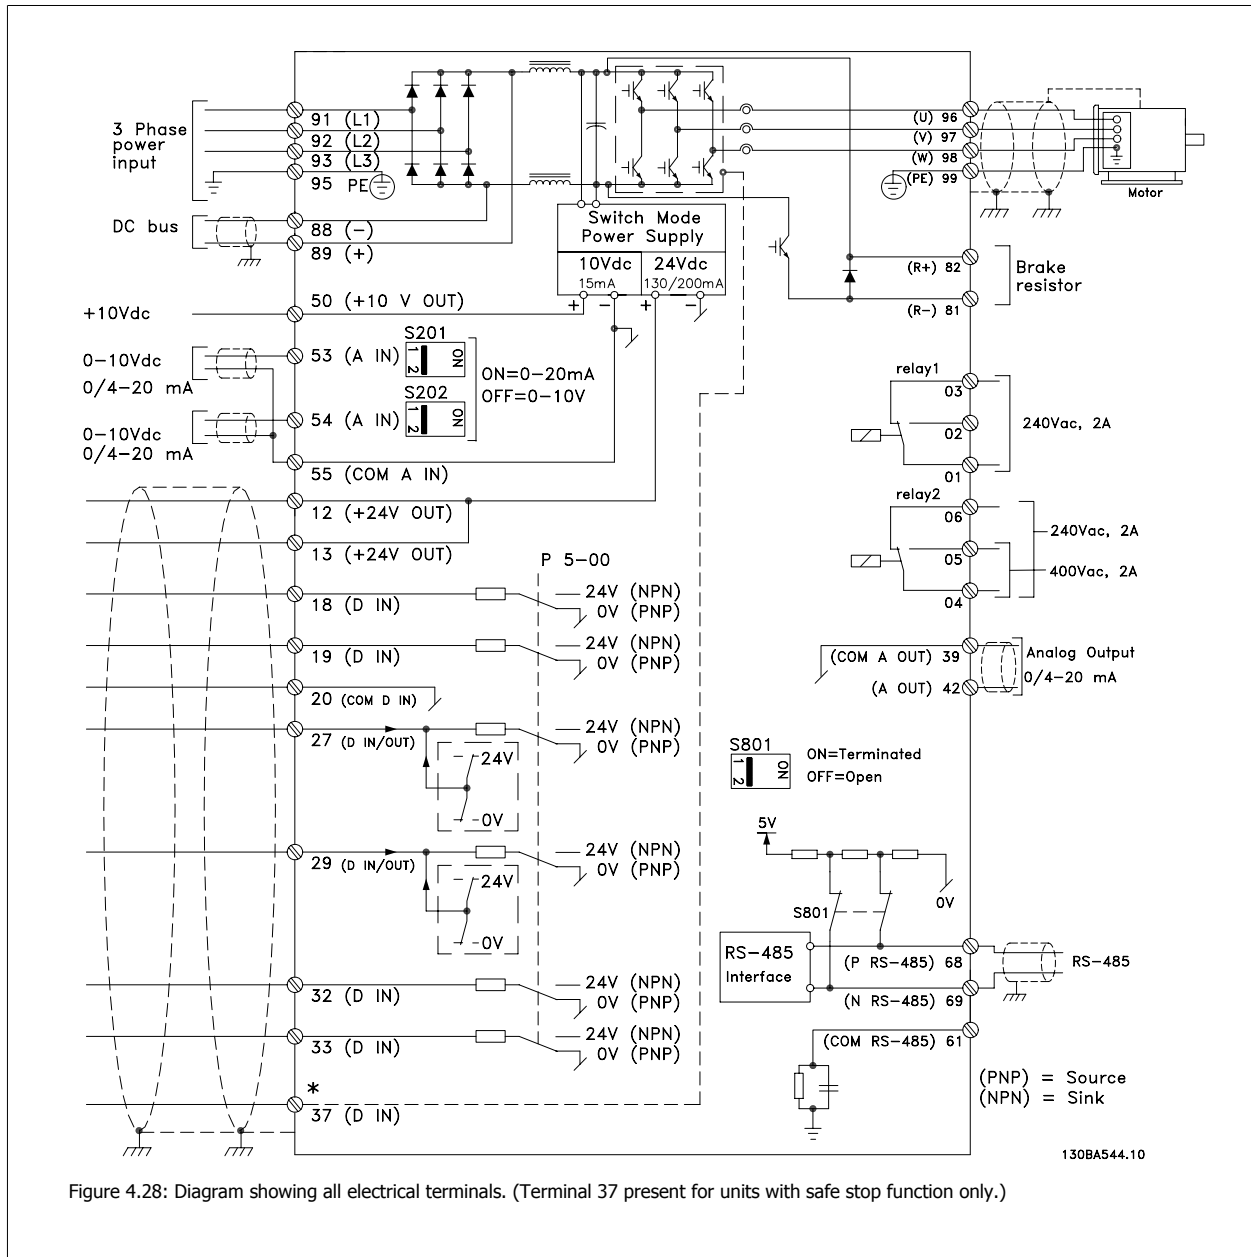 3 Phase
power
input
91 (L1)
92 (L2)
93 (L3)
95 PE
DC bus
88 (-)
89 (+)
+10Vdc
50 (+10 V OUT)
0-10Vdc
0/4-20 mA
53 (A IN)
S201
1 2
ON
ON=0-20mA
OFF=0-10V
S202
1 2
ON
0-10Vdc
0/4-20 mA
54 (A IN)
55 (COM A IN)
12 (+24V OUT)
13 (+24V OUT)
P 5-00
18 (D IN)
24V (NPN)
0V (PNP)
19 (D IN)
24V (NPN)
0V (PNP)
20 (COM D IN)
27 (D IN/OUT)
24V (NPN)
0V (PNP)
24V
0V
29 (D IN/OUT)
24V (NPN)
0V (PNP)
24V
0V
32 (D IN)
24V (NPN)
0V (PNP)
33 (D IN)
24V (NPN)
0V (PNP)
*
37 (D IN)
Switch Mode
Power Supply
10Vdc
15mA
24Vdc
130/200mA
+ - + -
(U) 96
(V) 97
(W) 98
(PE) 99
Motor
(R+) 82
(R-) 81
Brake
resistor
relay1
03
02
01
240Vac, 2A
relay2
06
05
04
240Vac, 2A
400Vac, 2A
(COM A OUT) 39
(A OUT) 42
Analog Output
0/4-20 mA
S801
1 2
ON
ON=Terminated
OFF=Open
5V
0V
S801
RS-485
Interface
(P RS-485) 68
(N RS-485) 69
(COM RS-485) 61
RS-485
(PNP) = Source
(NPN) = Sink
130BA544.10
Figure 4.28: Diagram showing all electrical terminals. (Terminal 37 present for units with safe stop function only.)